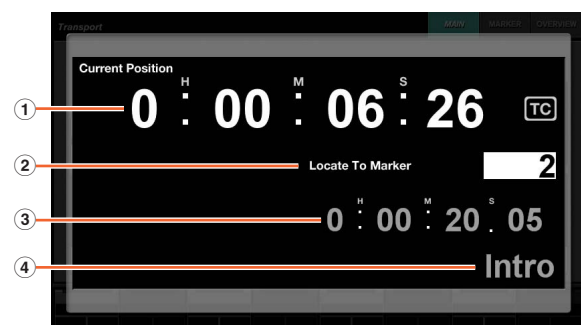 Transport MAIN MARKER OVERVIEW
Current Position
H M S
1 0 : 00 : 06 : 26 TC
2 Locate To Marker 2
H M S
3 0 : 00 : 20 . 05
4 Intro